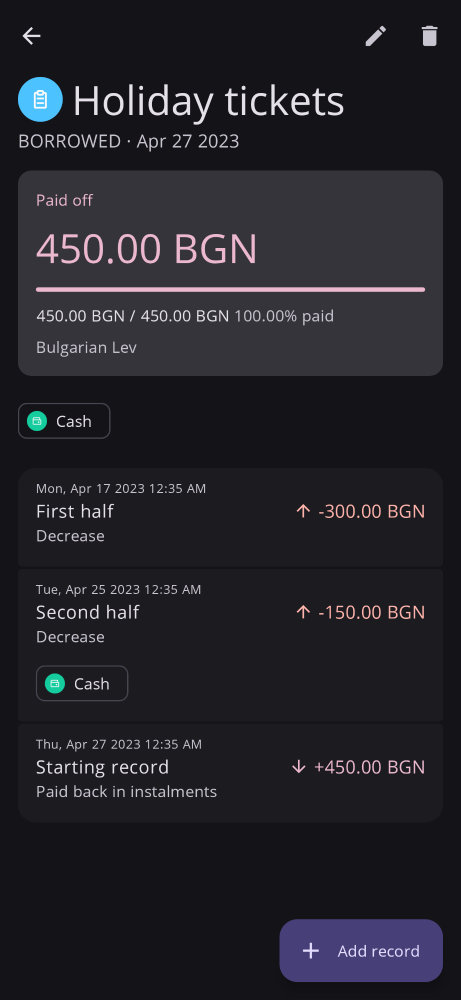 Holiday tickets
BORROWED · Apr 27 2023
Paid off
450.00 BGN
450.00 BGN / 450.00 BGN 100.00% paid
Bulgarian Lev
Cash
Mon, Apr 17 2023 12:35 AM
First half
-300.00 BGN
Decrease
Tue, Apr 25 2023 12:35 AM
Second half
-150.00 BGN
Decrease
Cash
Thu, Apr 27 2023 12:35 AM
Starting record
+450.00 BGN
Paid back in instalments
Add record